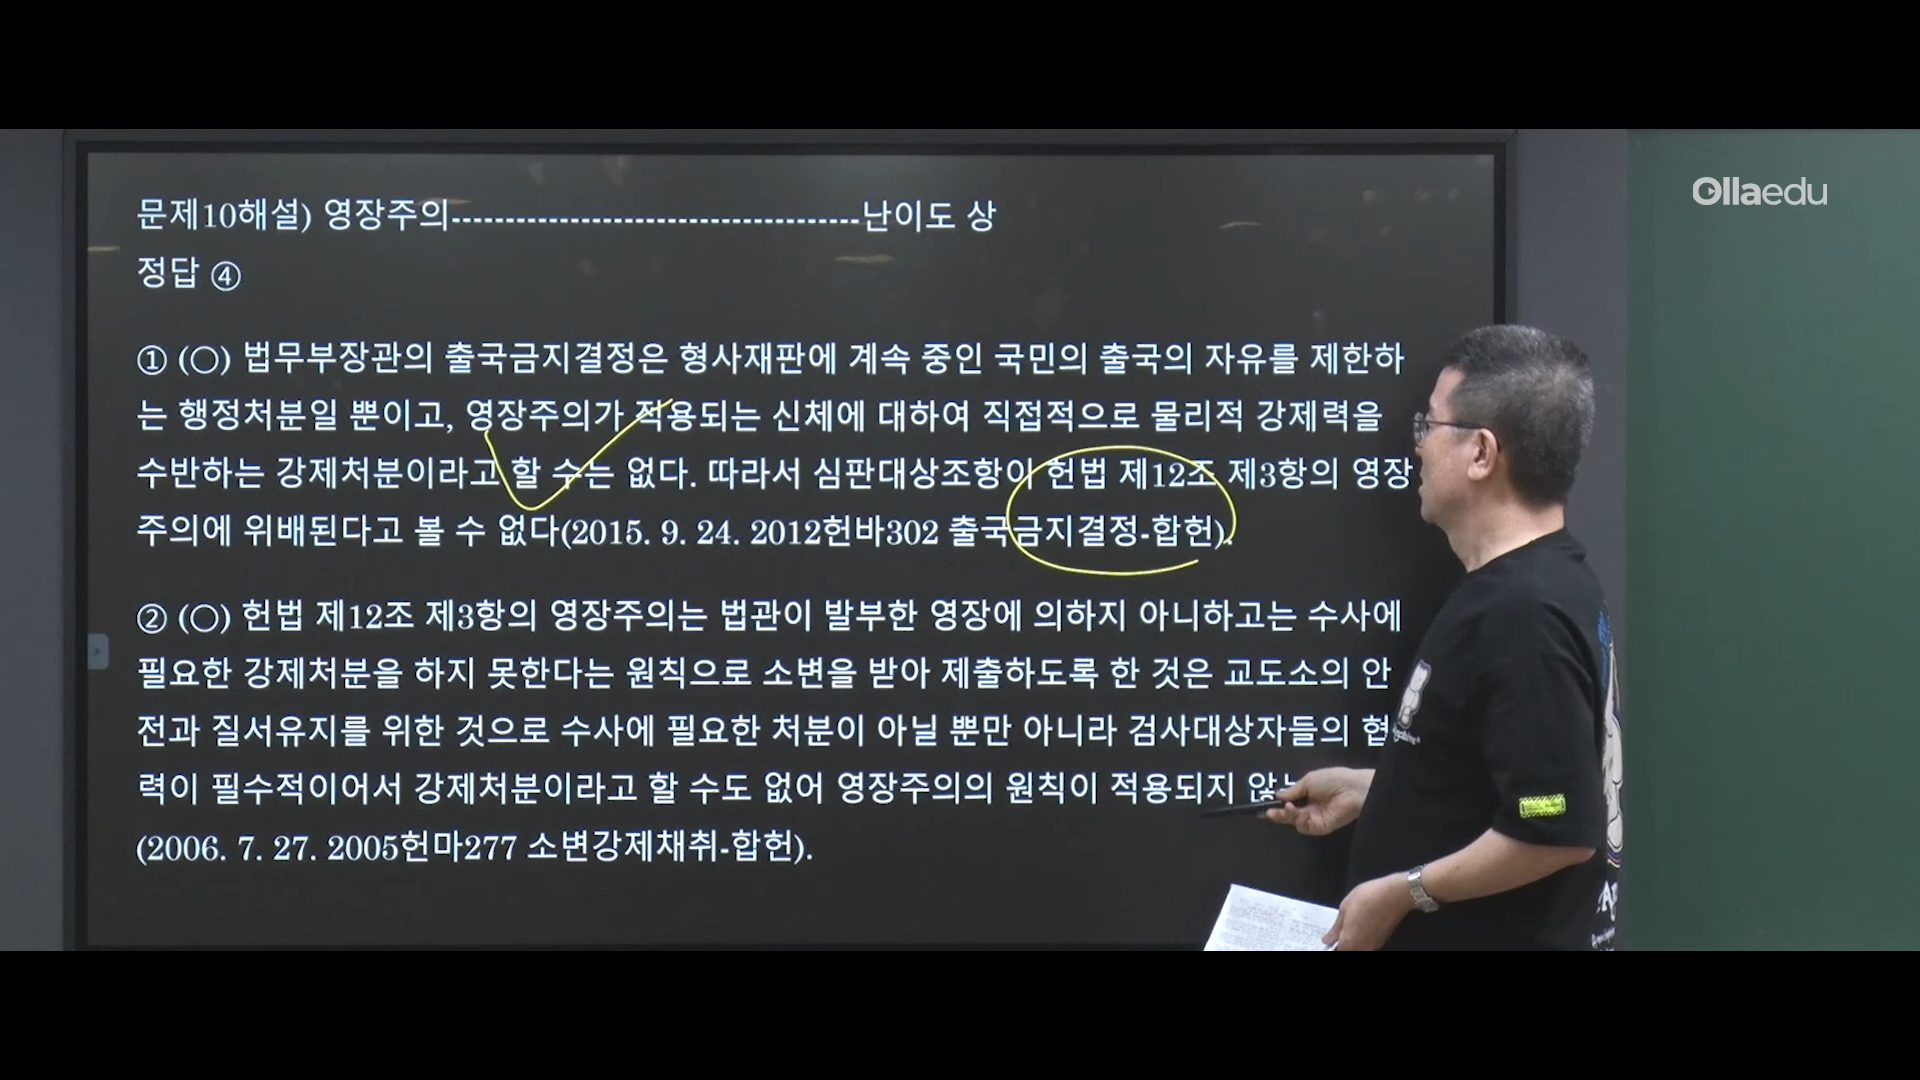 Ollaedu
문제10해설) 영장주의--------------------------------------난이도 상
정답 ④
① (○) 법무부장관의 출국금지결정은 형사재판에 계속 중인 국민의 출국의 자유를 제한하
는 행정처분일 뿐이고, 영장주의가 적용되는 신체에 대하여 직접적으로 물리적 강제력을
수반하는 강제처분이라고 할 수는 없다. 따라서 심판대상조항이 헌법 제12조 제3항의 영장
주의에 위배된다고 볼 수 없다(2015. 9. 24. 2012헌바302 출국금지결정-합헌).
② (○) 헌법 제12조 제3항의 영장주의는 법관이 발부한 영장에 의하지 아니하고는 수사에
필요한 강제처분을 하지 못한다는 원칙으로 소변을 받아 제출하도록 한 것은 교도소의 안
전과 질서유지를 위한 것으로 수사에 필요한 처분이 아닐 뿐만 아니라 검사대상자들의 협
력이 필수적이어서 강제처분이라고 할 수도 없어 영장주의의 원칙이 적용되지
(2006. 7. 27. 2005헌마277 소변강제채취-합헌).